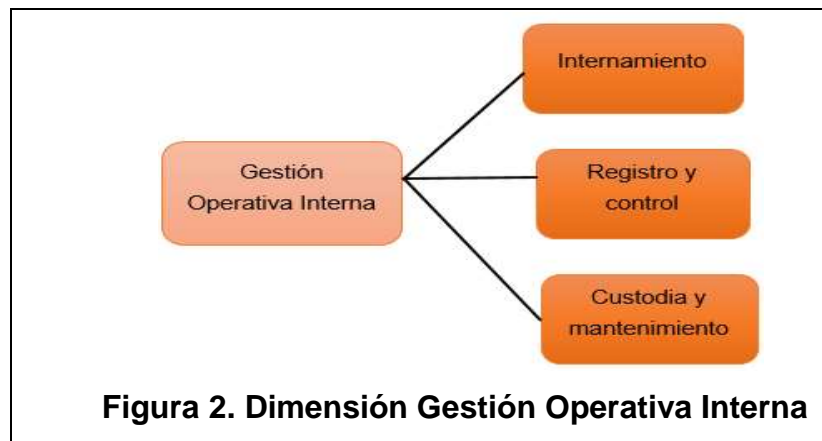 Internamiento
Gestión
Operativa Interna
Registro y
control
Custodia y
mantenimiento
Figura 2. Dimensión Gestión Operativa Interna